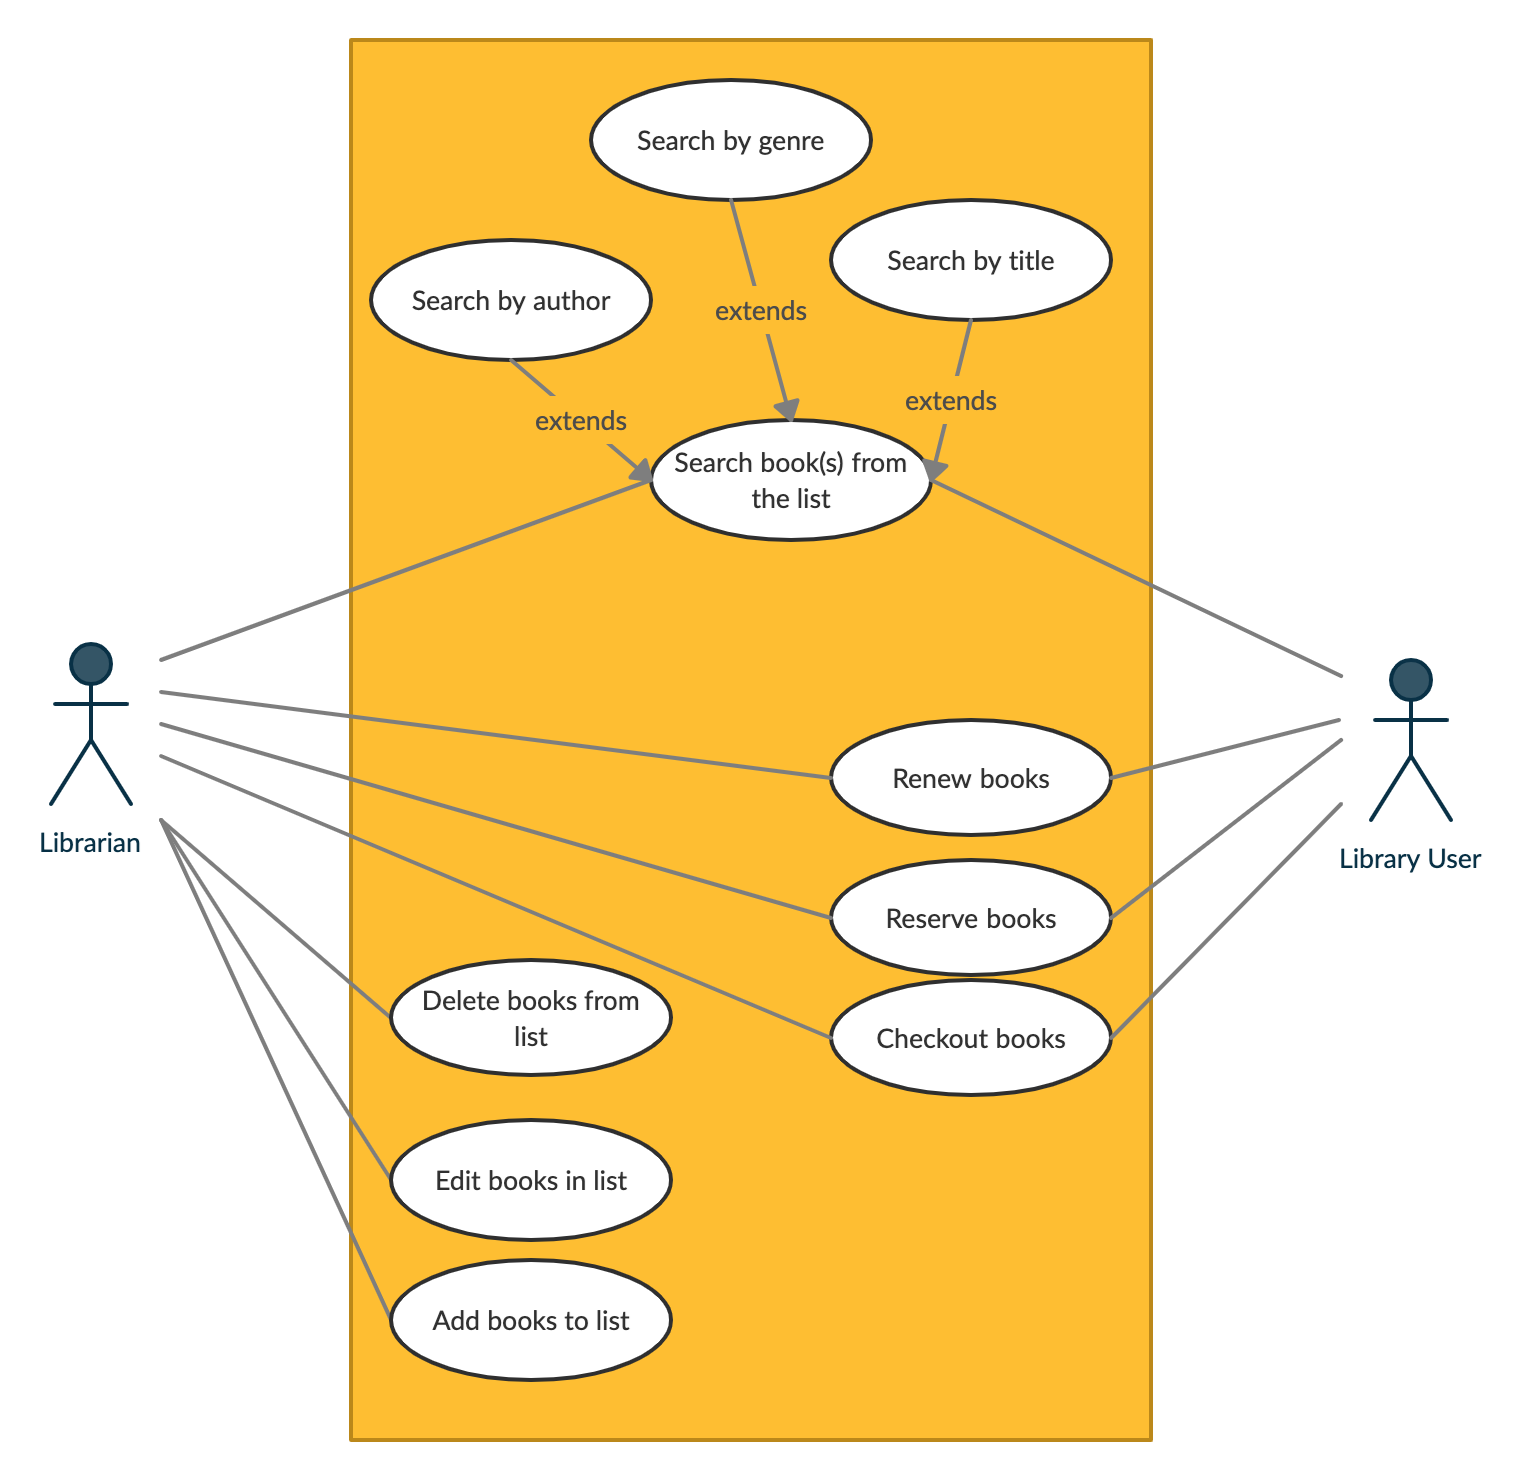 Search by genre
Search by title
Search by author
extends
extends
extends
Search book(s) from
the list
Renew books
Librarian
Library User
Reserve books
Delete books from
list
Checkout books
Edit books in list
Add books to list